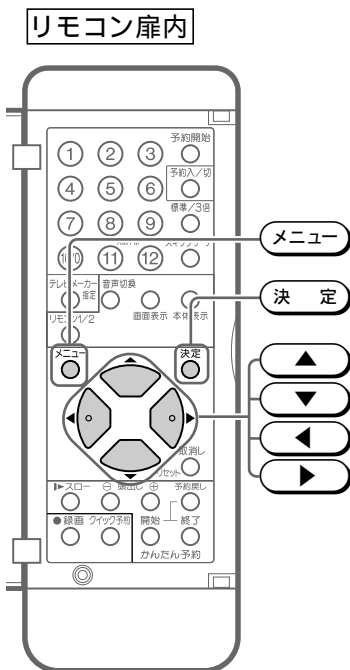 リモコン扉内
予約開始
1 2 3
予約入/切
4 5 6
標準/3倍
7 8 9
11 12
テレビメーカー指定 音声切換
画面表示 本体表示
リモコン1/2
メニュー 決定
取消し
リセット
スロー ⊖ 頭出し ⊕ 予約戻し
●録画 クイック予約 開始 終了
かんたん予約
メニュー
決 定
▲
▼
◀
▶